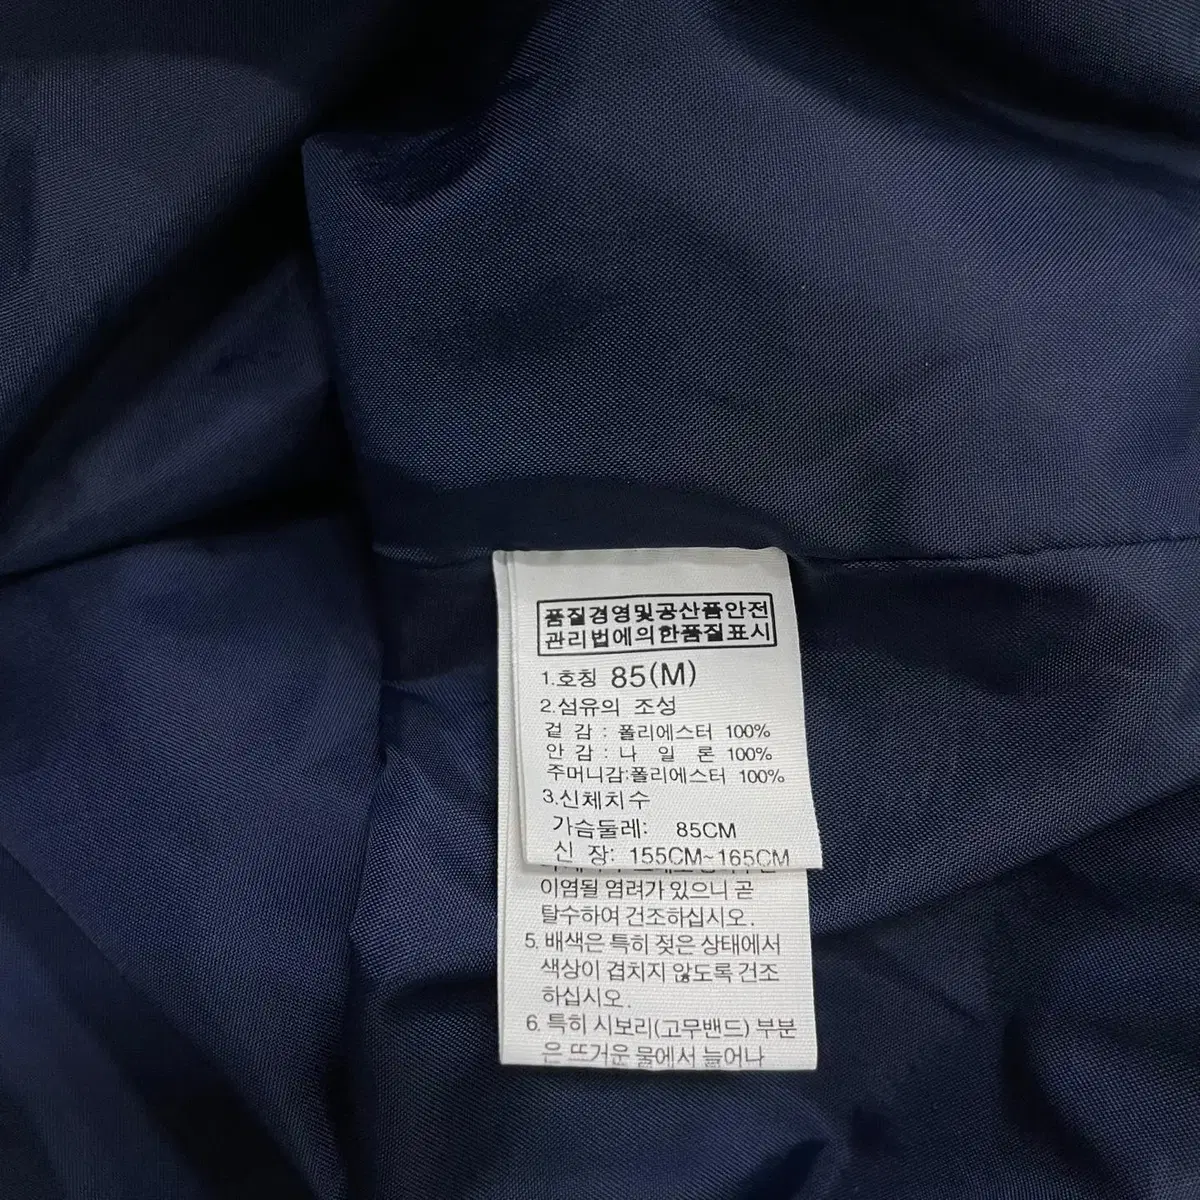 품질경영및공산품안전
관리법에의한품질표시
1.호칭 85(M)
2.섬유의 조성
겉 감 : 폴리에스터 100%
안 감 : 나 일 론 100%
주머니감:폴리에스터 100%
3.신체치수
가슴둘레: 85CM
신 장: 155CM~165CM
이염될 염려가 있으니 곧
탈수하여 건조하십시오.
5. 배색은 특히 젖은 상태에서
색상이 겹치지 않도록 건조
하십시오.
6. 특히 시보리(고무밴드) 부분
은 뜨거운 물에서 늘어나